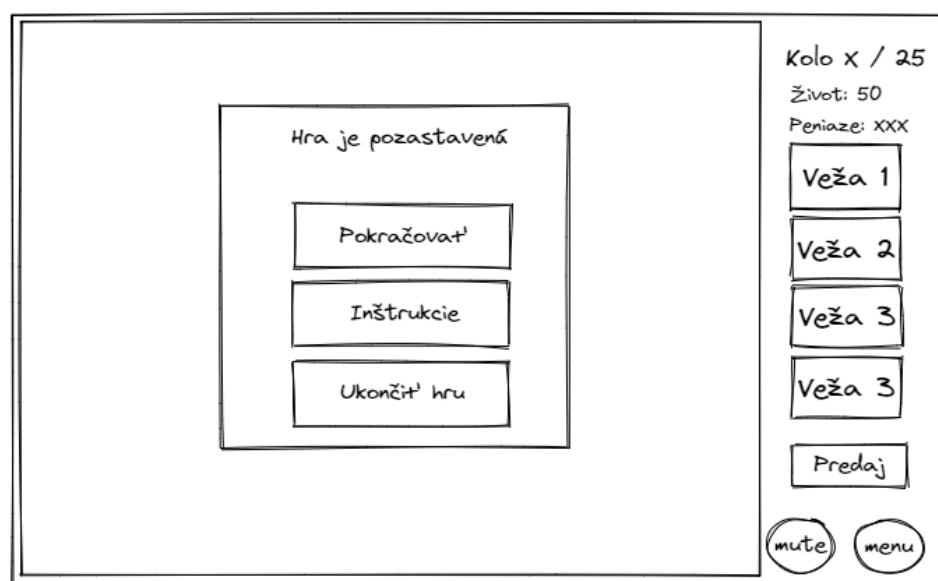 Hra je pozastavená
Pokračovať
Inštrukcie
Ukončiť hru
Kolo x / 25
Život: 50
Peniaze: xxx
Veža 1
Veža 2
Veža 3
Veža 3
Predaj
mute
menu